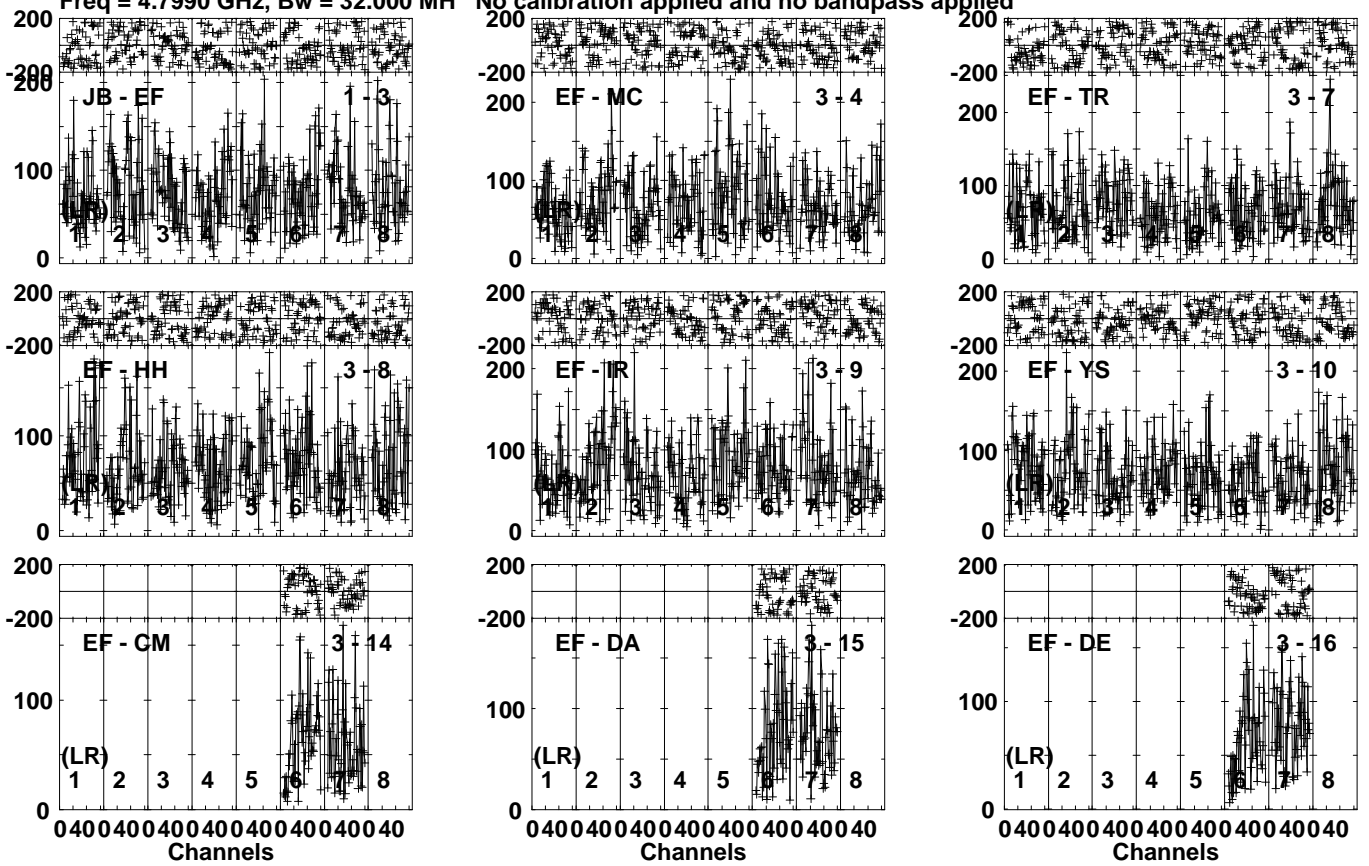 Freq = 4.7990 GHz, Bw = 32.000 MH No calibration applied and no bandpass applied
200 200 200
-200 -200 -200
200 JB - EF 1 - 3 200 EF - MC 3 - 4 200 EF - TR 3 - 7
100 100 100
(LR) (LR) (LR)
1 2 3 4 5 6 7 8 1 2 3 4 5 6 7 8 1 2 3 4 5 6 7 8
0 0 0
200 200 200
-200 -200 -200
EF - HH 3 - 8 200 EF - IR 3 - 9 200 EF - YS 3 - 10
100 100 100
(LR) (LR) (LR)
1 2 3 4 5 6 7 8 1 2 3 4 5 6 7 8 1 2 3 4 5 6 7 8
0 0 0
200 200 200
-200 -200 -200
EF - CM 3 - 14 EF - DA 3 - 15 EF - DE 3 - 16
100 100 100
(LR) (LR) (LR)
1 2 3 4 5 6 7 8 1 2 3 4 5 6 7 8 1 2 3 4 5 6 7 8
0 0 0
0 40 0 40 0 40 0 40 0 40 0 40 0 40 0 40 0 40 0 40 0 40 0 40 0 40 0 40 0 40 0 40 0 40 0 40 0 40 0 40 0 40 0 40 0 40 0 40
Channels Channels Channels